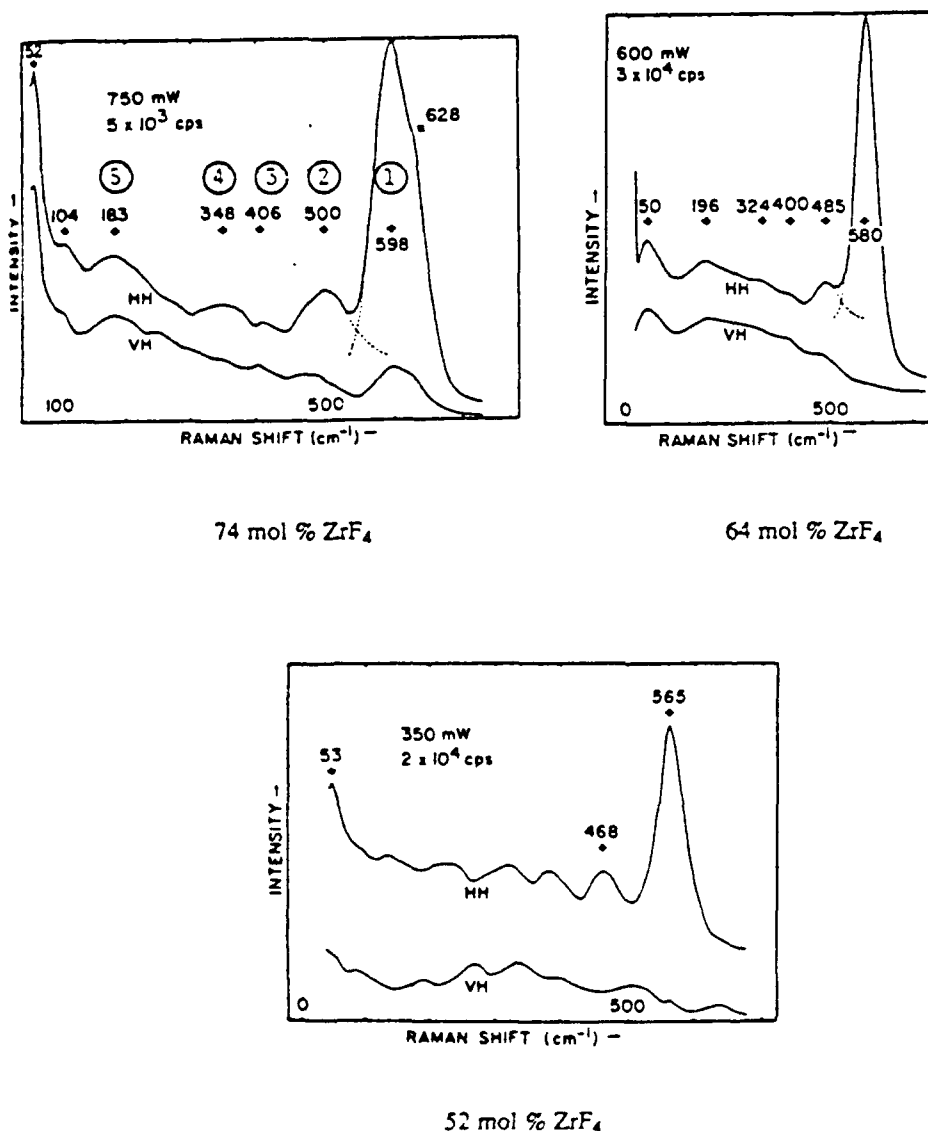 52
750 mW
5 x 10³ cps
628
5 4 3 2 1
104 183 348 406 500
598
HH
VH
INTENSITY →
100 500
RAMAN SHIFT (cm⁻¹) —
74 mol % ZrF₄
600 mW
3 x 10⁴ cps
50 196 324 400 485
580
HH
VH
INTENSITY →
0 500
RAMAN SHIFT (cm⁻¹) —
64 mol % ZrF₄
565
350 mW
2 x 10⁴ cps
53
468
HH
VH
INTENSITY →
0 500
RAMAN SHIFT (cm⁻¹) —
52 mol % ZrF₄